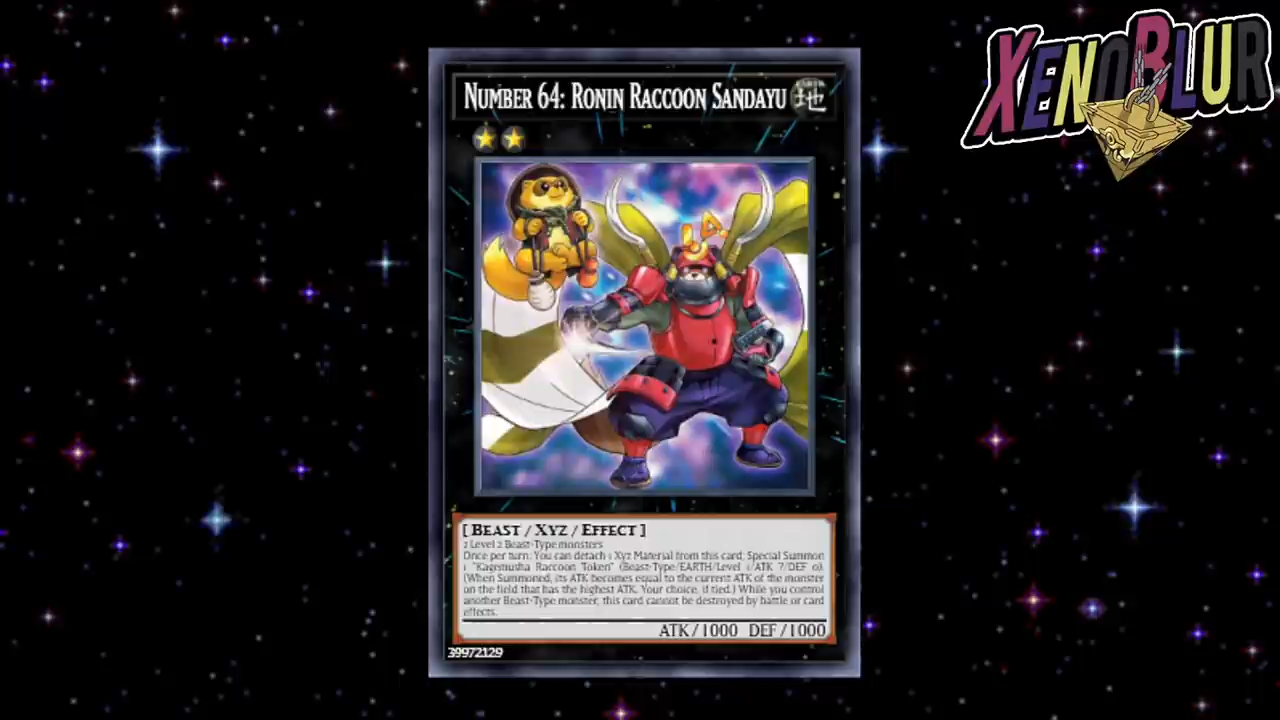 XENOBLUR
NUMBER 64: RONIN RACCOON SANDAYU
EARTH
地
[ BEAST / XYZ / EFFECT ]
2 Level 2 Beast-Type monsters
Once per turn: You can detach 1 Xyz Material from this card; Special Summon
1 "Kagemusha Raccoon Token" (Beast-Type/EARTH/Level 1/ATK ?/DEF 0).
(When Summoned, its ATK becomes equal to the current ATK of the monster
on the field that has the highest ATK. Your choice, if tied.) While you control
another Beast-Type monster, this card cannot be destroyed by battle or card
effects.
ATK/1000 DEF/1000
39972129